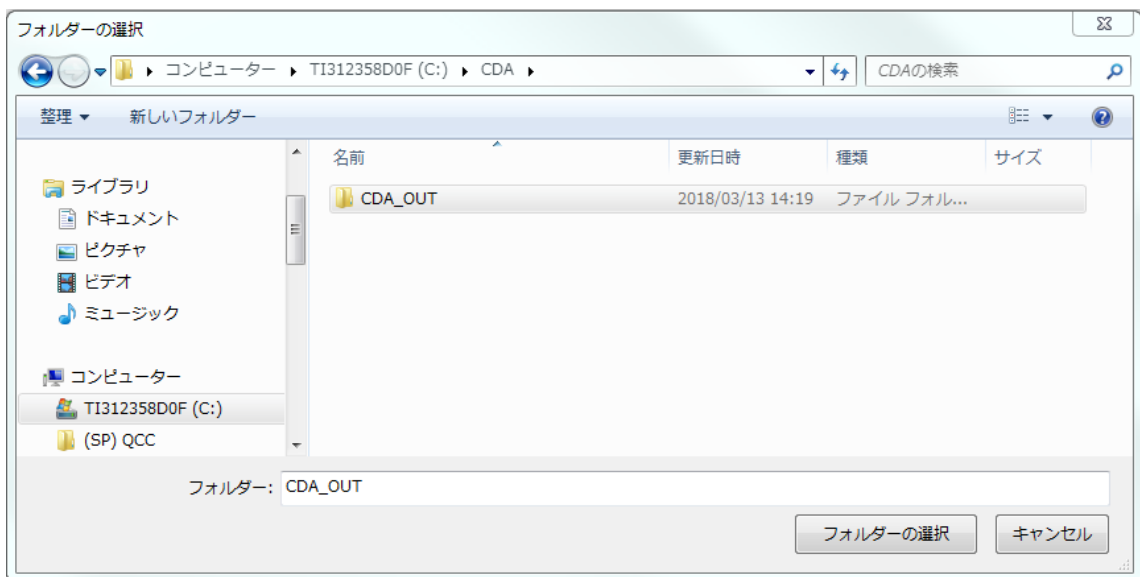 フォルダーの選択
コンピューター ▸ TI312358D0F (C:) ▸ CDA ▸
CDAの検索
整理 ▼ 新しいフォルダー
名前 更新日時 種類 サイズ
CDA_OUT 2018/03/13 14:19 ファイル フォル...
ライブラリ
ドキュメント
ピクチャ
ビデオ
ミュージック
コンピューター
TI312358D0F (C:)
(SP) QCC
フォルダー: CDA_OUT
フォルダーの選択 キャンセル